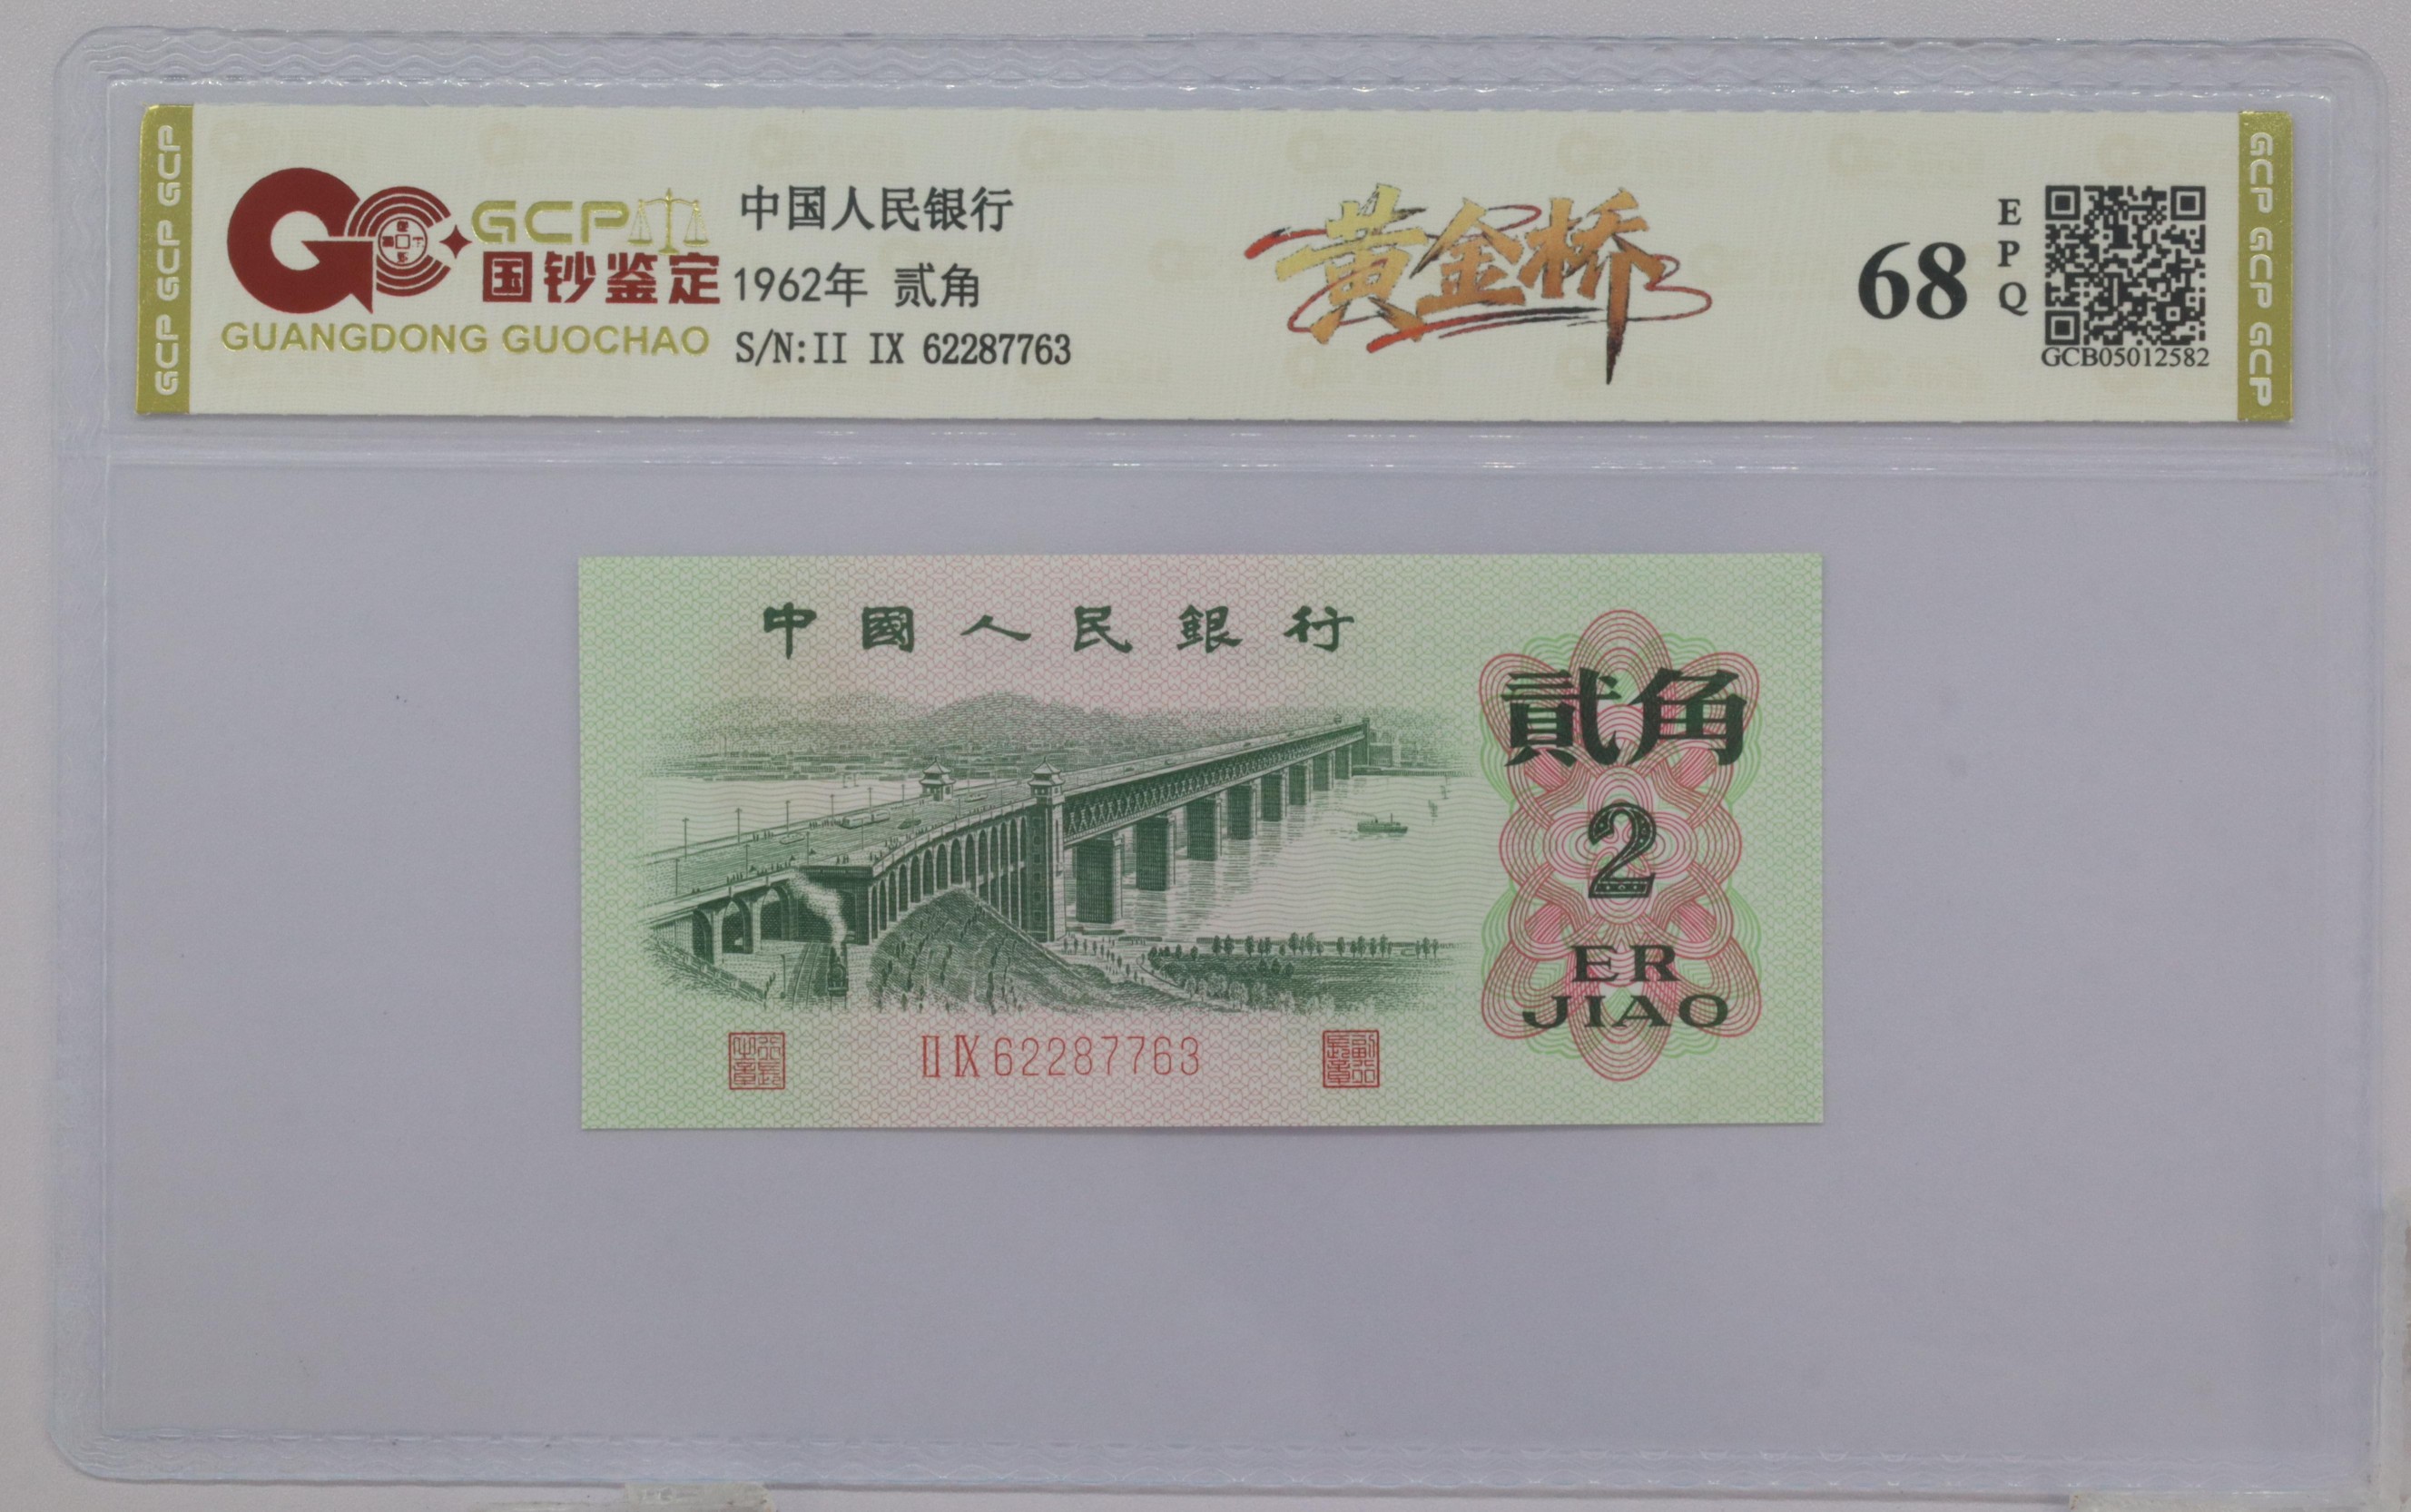 GCP GCP GCP
GCP
国钞鉴定
GUANGDONG GUOCHAO
中国人民银行
1962年 贰角
S/N:II IX 62287763
黄金桥
68
EPQ
GCB05012582
GCP GCP GCP
中國人民銀行
貳角
2
ER
JIAO
II IX 62287763